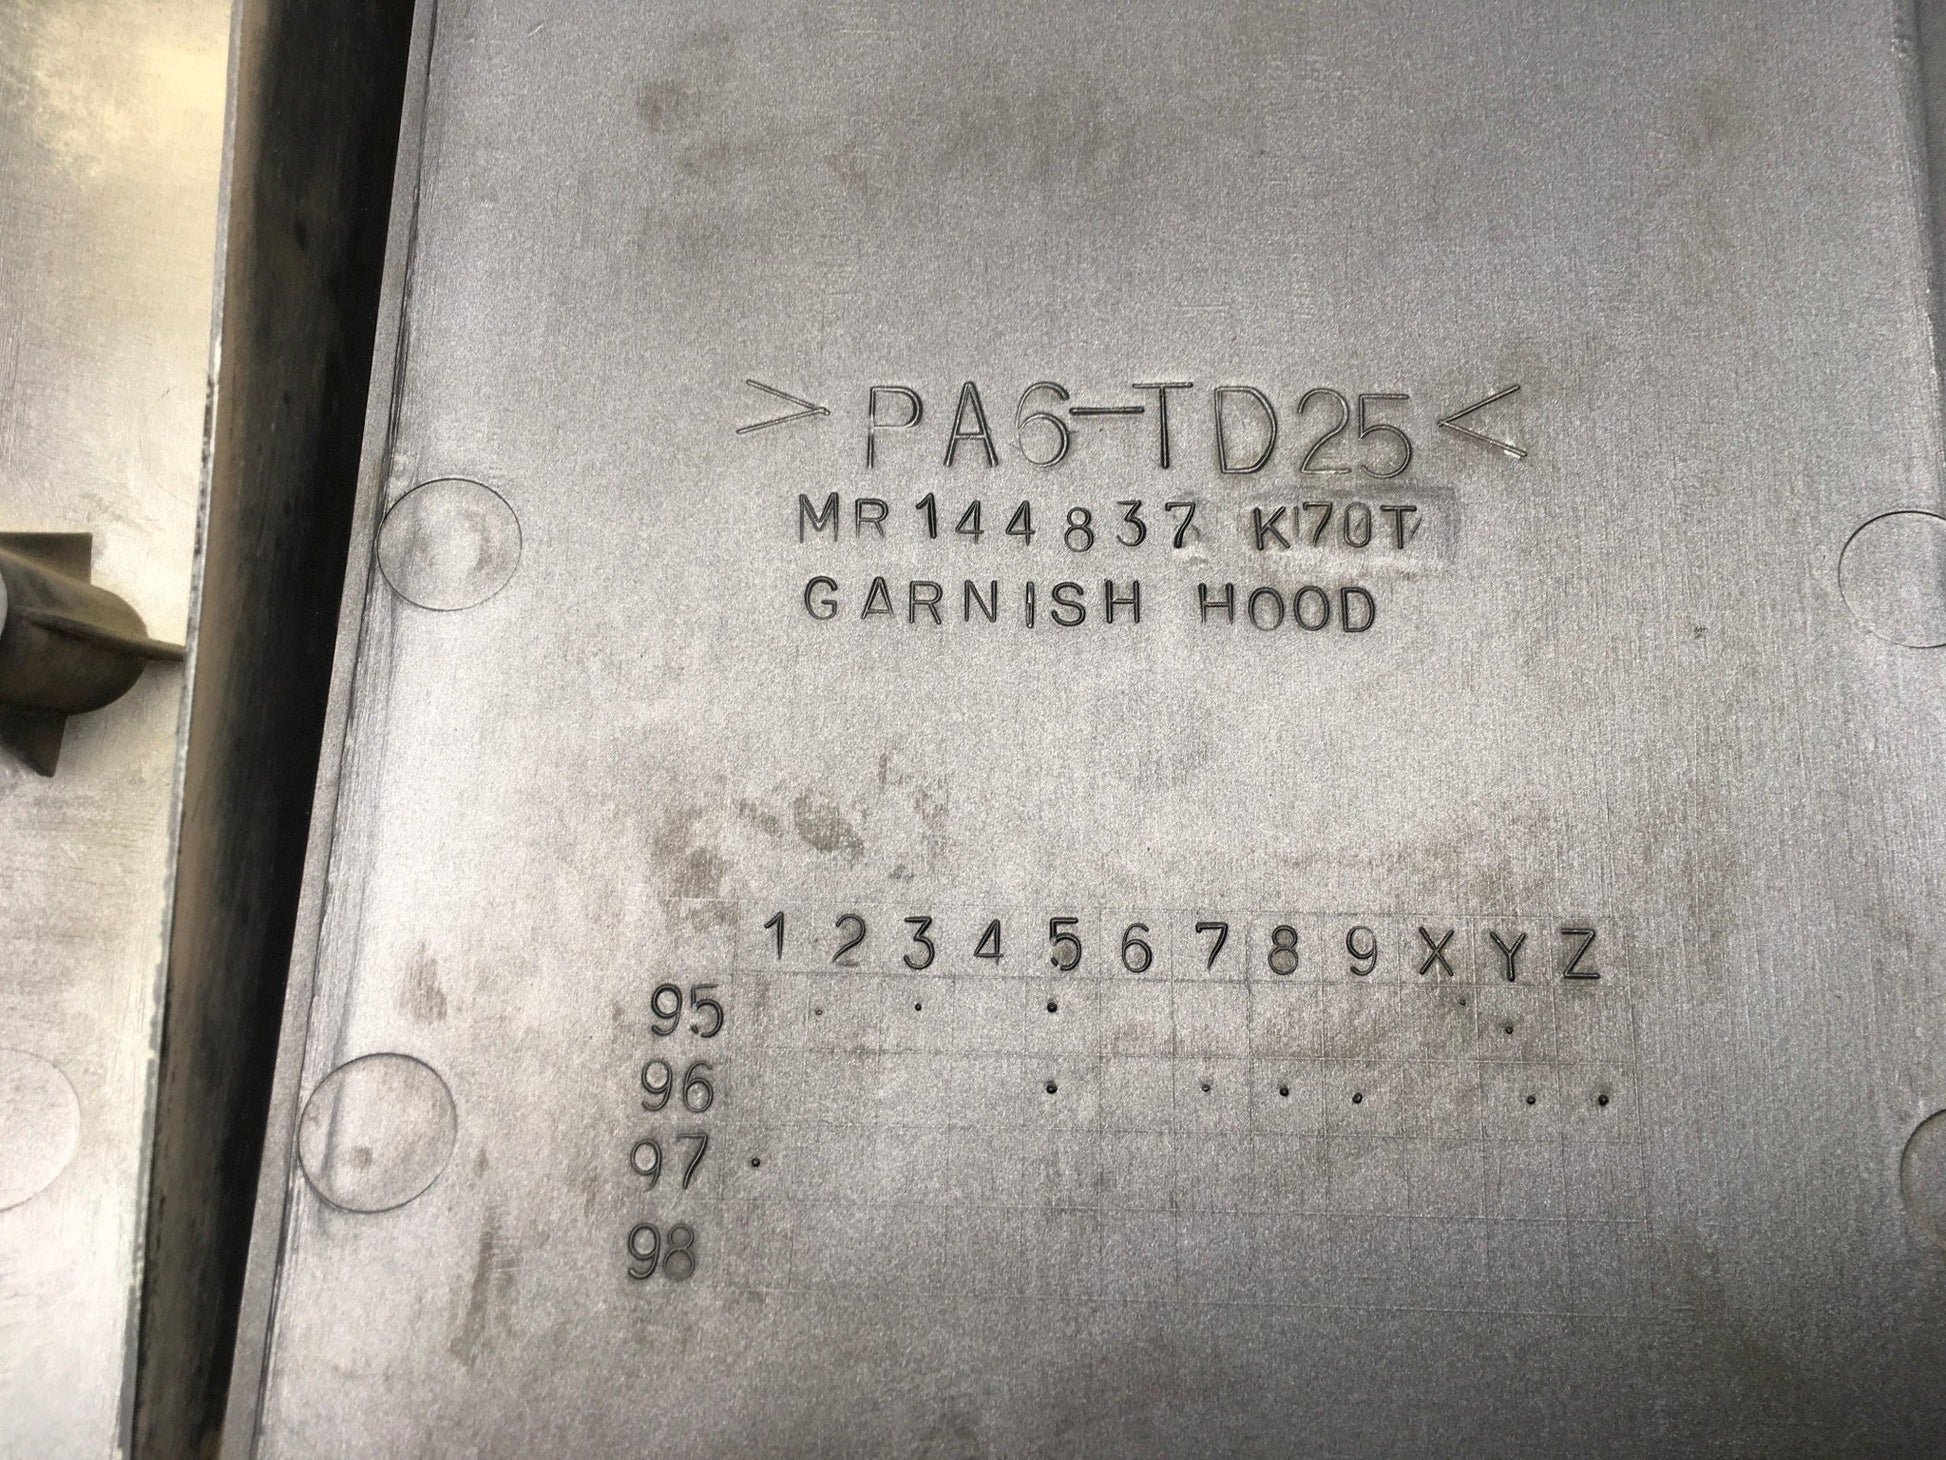 >PA6-TD25<
MR144837 K70T
GARNISH HOOD
1 2 3 4 5 6 7 8 9 X Y Z
95
96
97
98